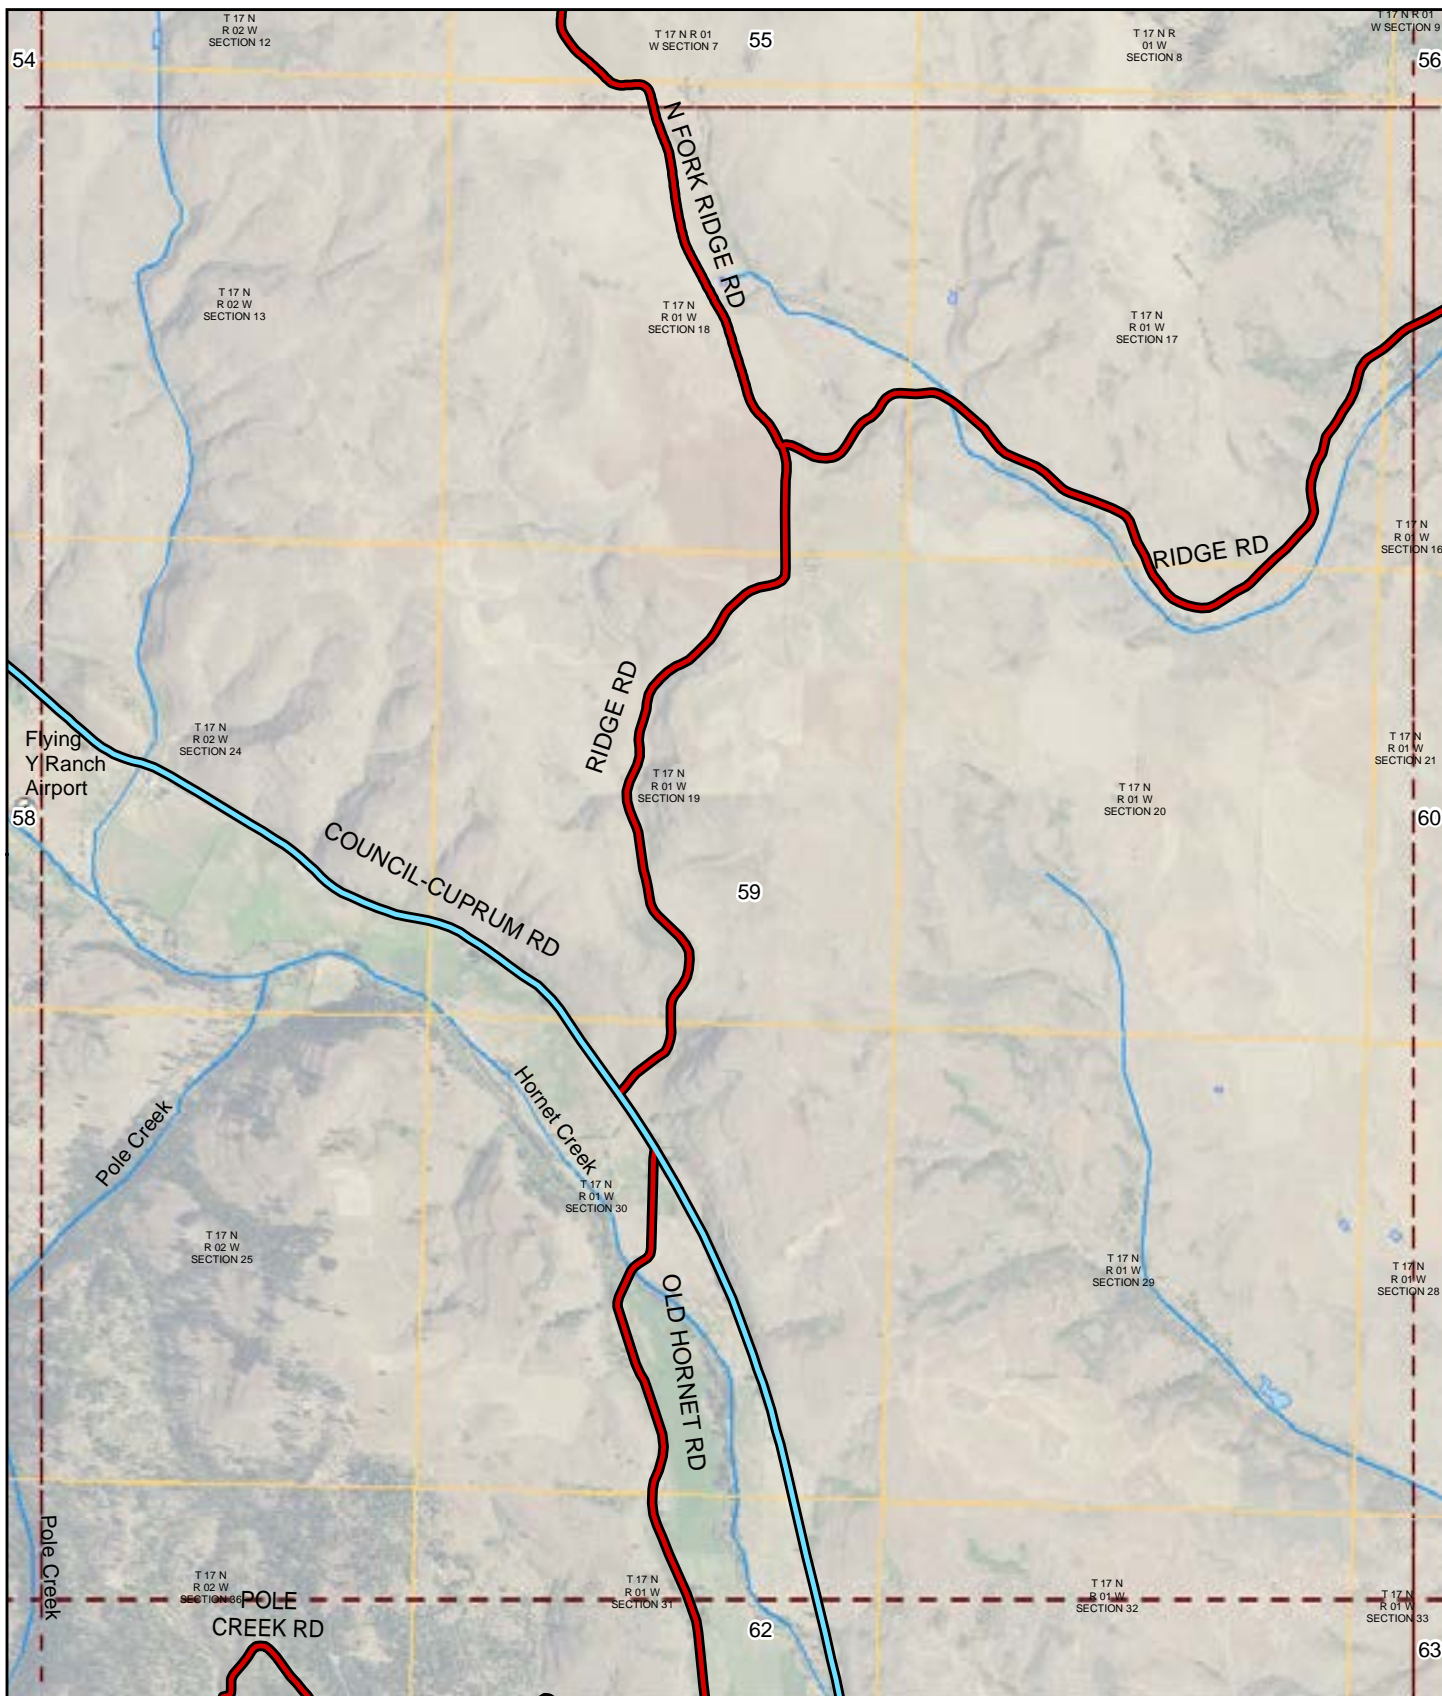 T 17 N
R 02 W
SECTION 12
T 17 N R 01
W SECTION 7
55
T 17 N R
01 W
SECTION 8
T 17 N R 01
W SECTION 9
54
56
N FORK RIDGE RD
T 17 N
R 02 W
SECTION 13
T 17 N
R 01 W
SECTION 18
T 17 N
R 01 W
SECTION 17
RIDGE RD
T 17 N
R 01 W
SECTION 16
RIDGE RD
Flying
Y Ranch
Airport
T 17 N
R 02 W
SECTION 24
T 17 N
R 01 W
SECTION 19
T 17 N
R 01 W
SECTION 20
T 17 N
R 01 W
SECTION 21
58
60
COUNCIL-CUPRUM RD
59
Pole Creek
Hornet Creek
T 17 N
R 01 W
SECTION 30
T 17 N
R 02 W
SECTION 25
T 17 N
R 01 W
SECTION 29
T 17 N
R 01 W
SECTION 28
OLD HORNET RD
Pole Creek
T 17 N
R 02 W
SECTION 36
POLE
CREEK RD
T 17 N
R 01 W
SECTION 31
T 17 N
R 01 W
SECTION 32
T 17 N
R 01 W
SECTION 33
62
63